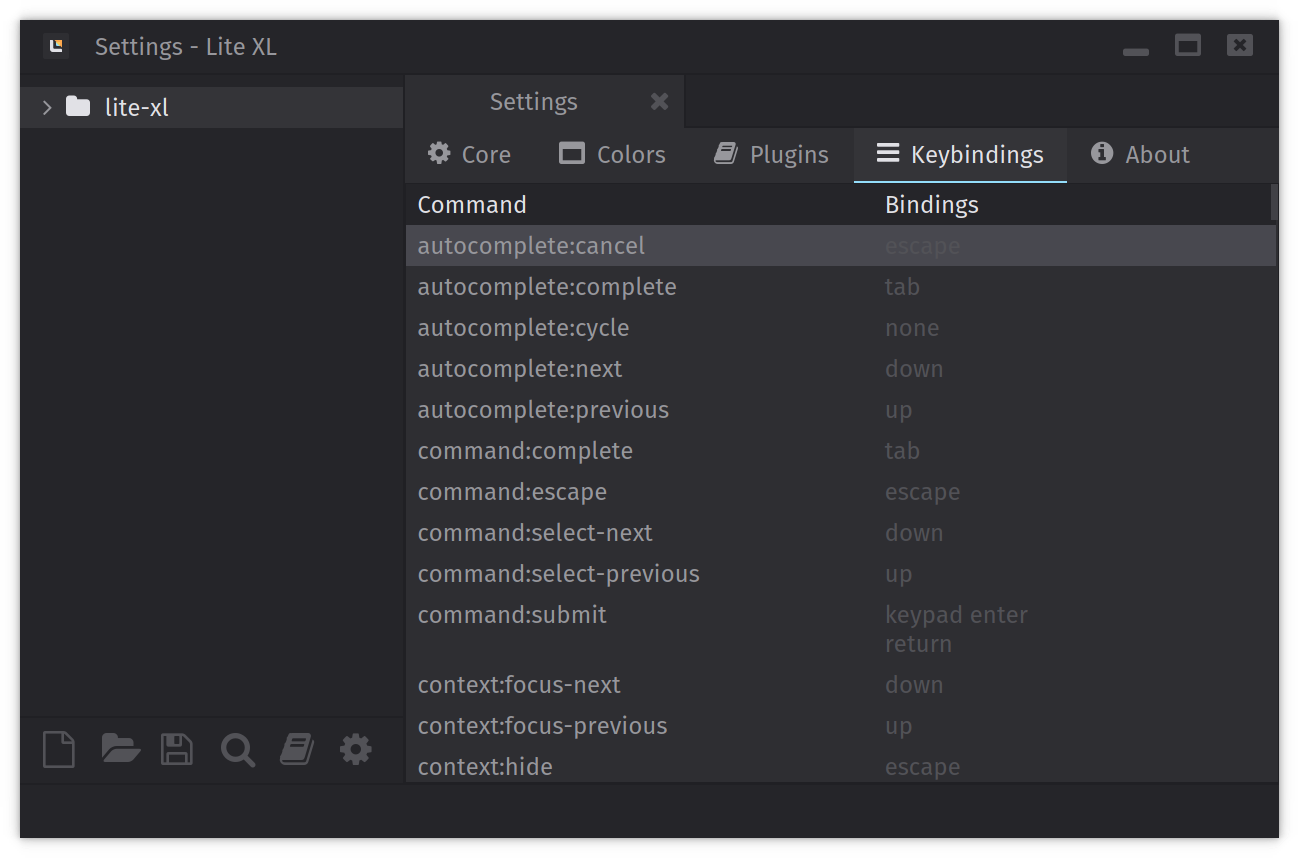 Settings - Lite XL
lite-xl
Settings
Core Colors Plugins Keybindings About
Command Bindings
autocomplete:cancel escape
autocomplete:complete tab
autocomplete:cycle none
autocomplete:next down
autocomplete:previous up
command:complete tab
command:escape escape
command:select-next down
command:select-previous up
command:submit keypad enter
return
context:focus-next down
context:focus-previous up
context:hide escape